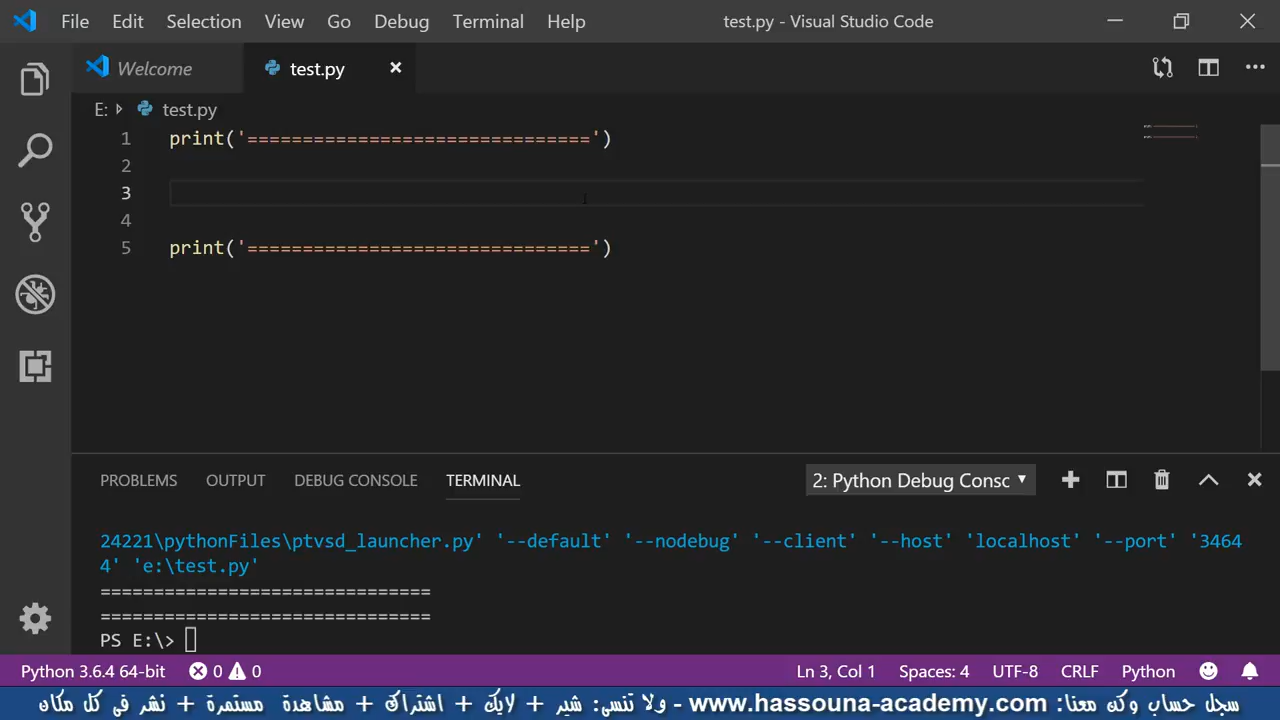 File Edit Selection View Go Debug Terminal Help test.py - Visual Studio Code
Welcome test.py
E: test.py
1 print('==============================')
2
3
4
5 print('==============================')
PROBLEMS OUTPUT DEBUG CONSOLE TERMINAL 2: Python Debug Consc
24221\pythonFiles\ptvsd_launcher.py' '--default' '--nodebug' '--client' '--host' 'localhost' '--port' '3464
4' 'e:\test.py'
==============================
==============================
PS E:\>
Python 3.6.4 64-bit 0 0 Ln 3, Col 1 Spaces: 4 UTF-8 CRLF Python
سجل حساب وكن معنا: www.hassouna-academy.com - ولا تنسى: شير + لايك + اشتراك + مشاهدة مستمرة + نشر في كل مكان